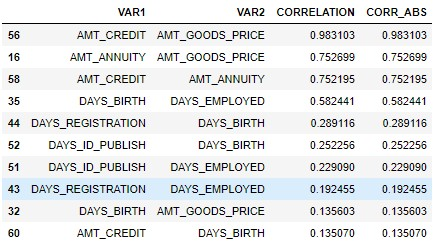 VAR1 VAR2 CORRELATION CORR_ABS
56 AMT_CREDIT AMT_GOODS_PRICE 0.983103 0.983103
16 AMT_ANNUITY AMT_GOODS_PRICE 0.752699 0.752699
58 AMT_CREDIT AMT_ANNUITY 0.752195 0.752195
35 DAYS_BIRTH DAYS_EMPLOYED 0.582441 0.582441
44 DAYS_REGISTRATION DAYS_BIRTH 0.289116 0.289116
52 DAYS_ID_PUBLISH DAYS_BIRTH 0.252256 0.252256
51 DAYS_ID_PUBLISH DAYS_EMPLOYED 0.229090 0.229090
43 DAYS_REGISTRATION DAYS_EMPLOYED 0.192455 0.192455
32 DAYS_BIRTH AMT_GOODS_PRICE 0.135603 0.135603
60 AMT_CREDIT DAYS_BIRTH 0.135070 0.135070